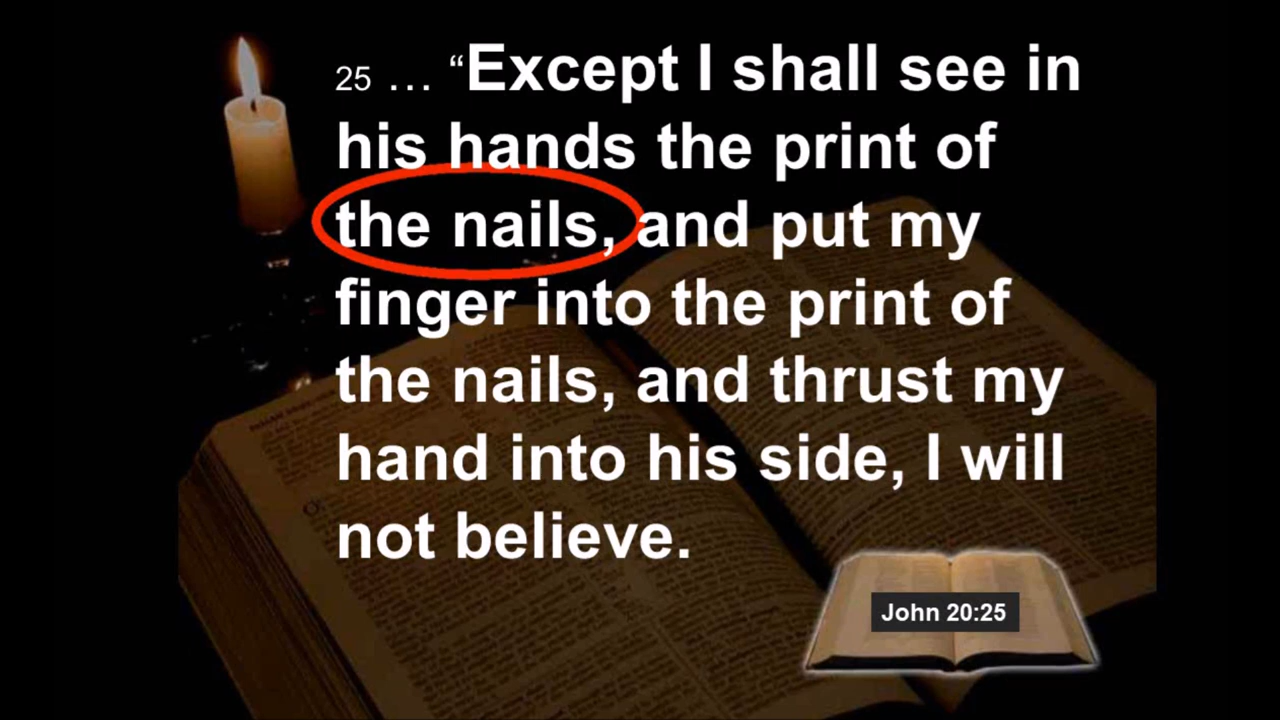 25 … “Except I shall see in
his hands the print of
the nails, and put my
finger into the print of
the nails, and thrust my
hand into his side, I will
not believe.
John 20:25